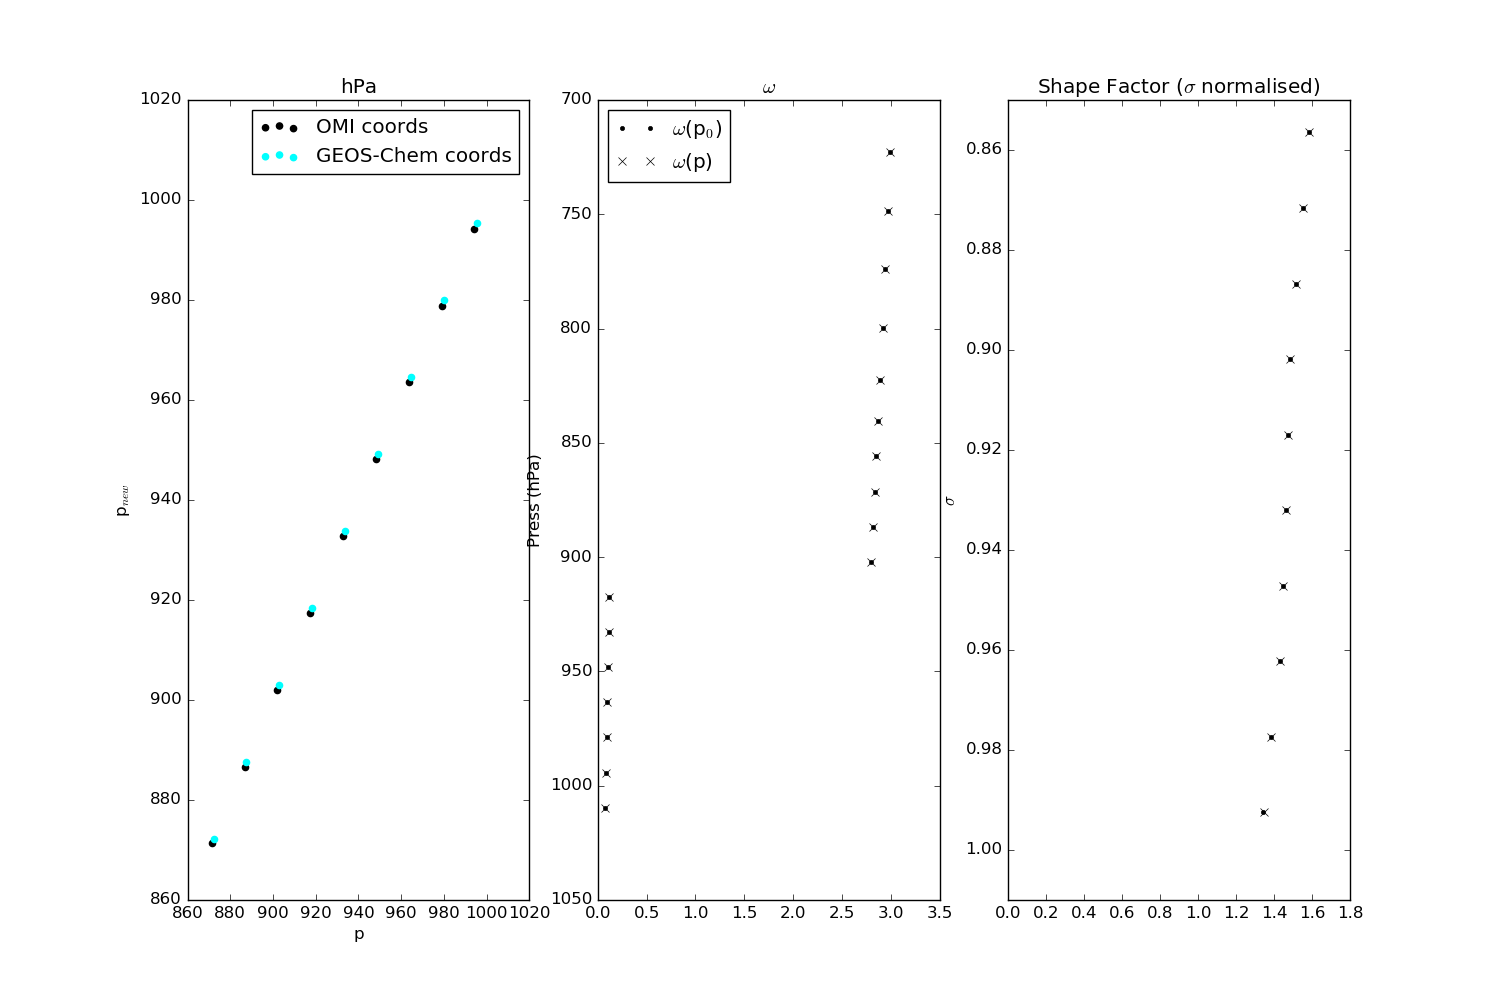 hPa
1020
1000
980
960
940
920
900
880
860
p_new
OMI coords
GEOS-Chem coords
860 880 900 920 940 960 980 1000 1020
p
ω
700
750
800
850
900
950
1000
1050
Press (hPa)
ω(p₀)
ω(p)
0.0 0.5 1.0 1.5 2.0 2.5 3.0 3.5
Shape Factor (σ normalised)
0.86
0.88
0.90
0.92
0.94
0.96
0.98
1.00
σ
0.0 0.2 0.4 0.6 0.8 1.0 1.2 1.4 1.6 1.8